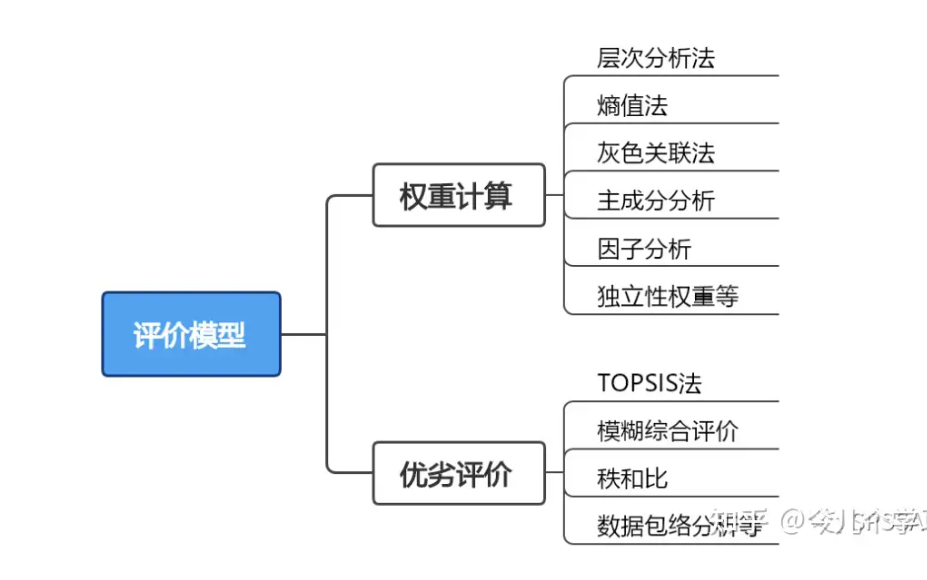 层次分析法
熵值法
灰色关联法
权重计算
主成分分析
因子分析
独立性权重等
评价模型
TOPSIS法
模糊综合评价
优劣评价
秩和比
数据包络分析等
知乎